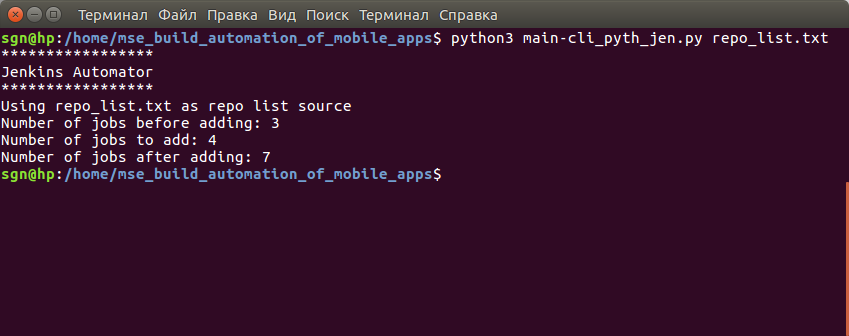 Терминал Файл Правка Вид Поиск Терминал Справка
sgn@hp:/home/mse_build_automation_of_mobile_apps$ python3 main-cli_pyth_jen.py repo_list.txt
*****************
Jenkins Automator
*****************
Using repo_list.txt as repo list source
Number of jobs before adding: 3
Number of jobs to add: 4
Number of jobs after adding: 7
sgn@hp:/home/mse_build_automation_of_mobile_apps$